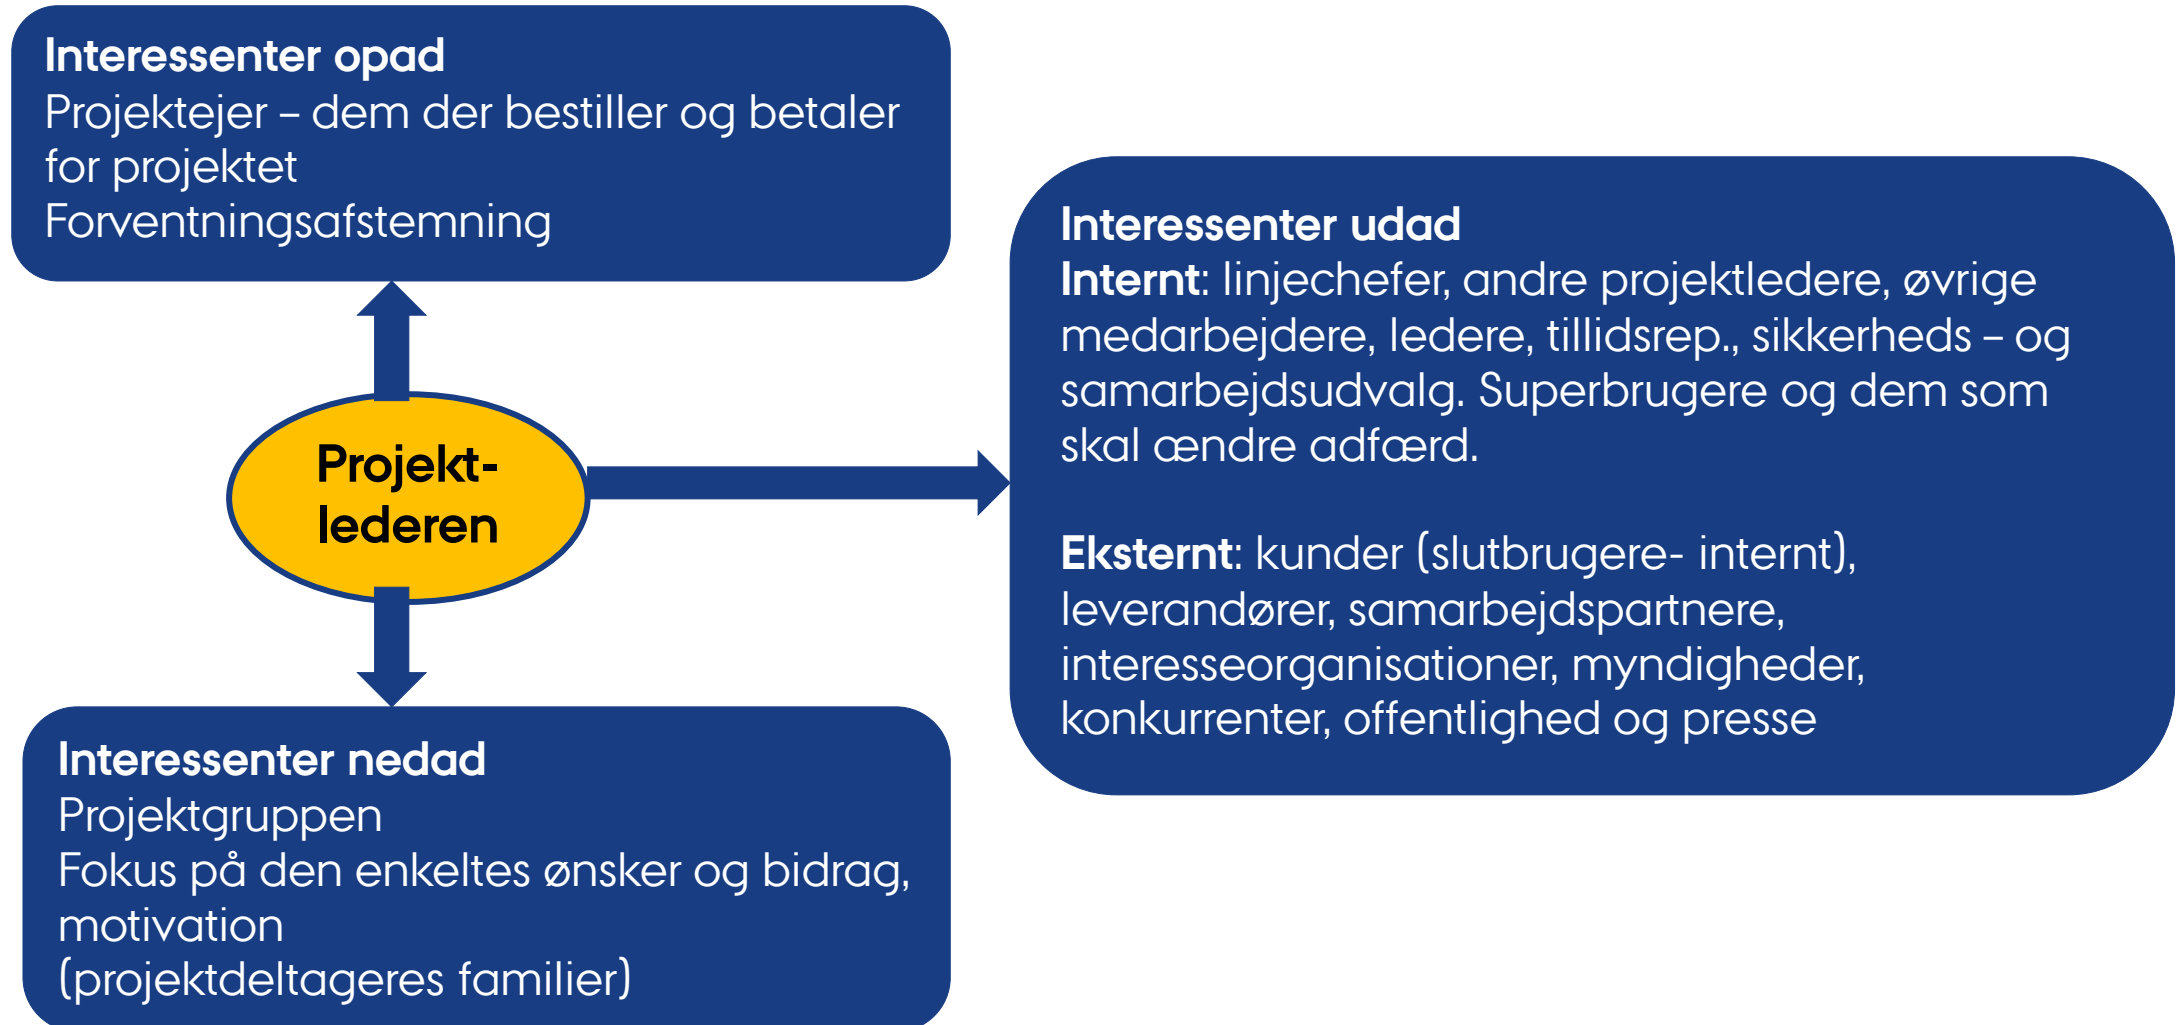 Interessenter opad
Projektejer – dem der bestiller og betaler
for projektet
Forventningsafstemning
Projekt-
lederen
Interessenter udad
Internt: linjechefer, andre projektledere, øvrige
medarbejdere, ledere, tillidsrep., sikkerheds – og
samarbejdsudvalg. Superbrugere og dem som
skal ændre adfærd.
Eksternt: kunder (slutbrugere- internt),
leverandører, samarbejdspartnere,
interesseorganisationer, myndigheder,
konkurrenter, offentlighed og presse
Interessenter nedad
Projektgruppen
Fokus på den enkeltes ønsker og bidrag,
motivation
(projektdeltageres familier)